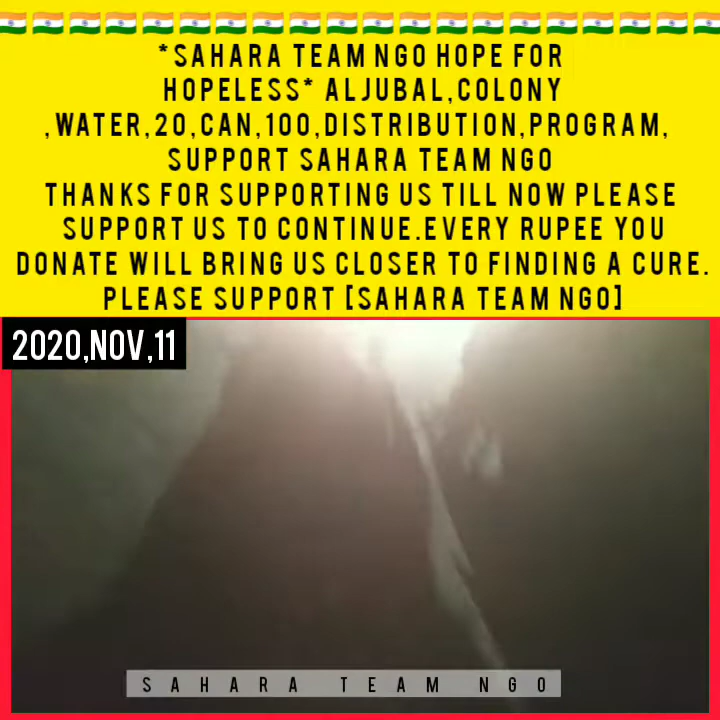 *SAHARA TEAM NGO HOPE FOR
HOPELESS* ALJUBAL,COLONY
,WATER,20,CAN,100,DISTRIBUTION,PROGRAM,
SUPPORT SAHARA TEAM NGO
THANKS FOR SUPPORTING US TILL NOW PLEASE
SUPPORT US TO CONTINUE.EVERY RUPEE YOU
DONATE WILL BRING US CLOSER TO FINDING A CURE.
PLEASE SUPPORT [SAHARA TEAM NGO]
2020,NOV,11
SAHARA TEAM NGO